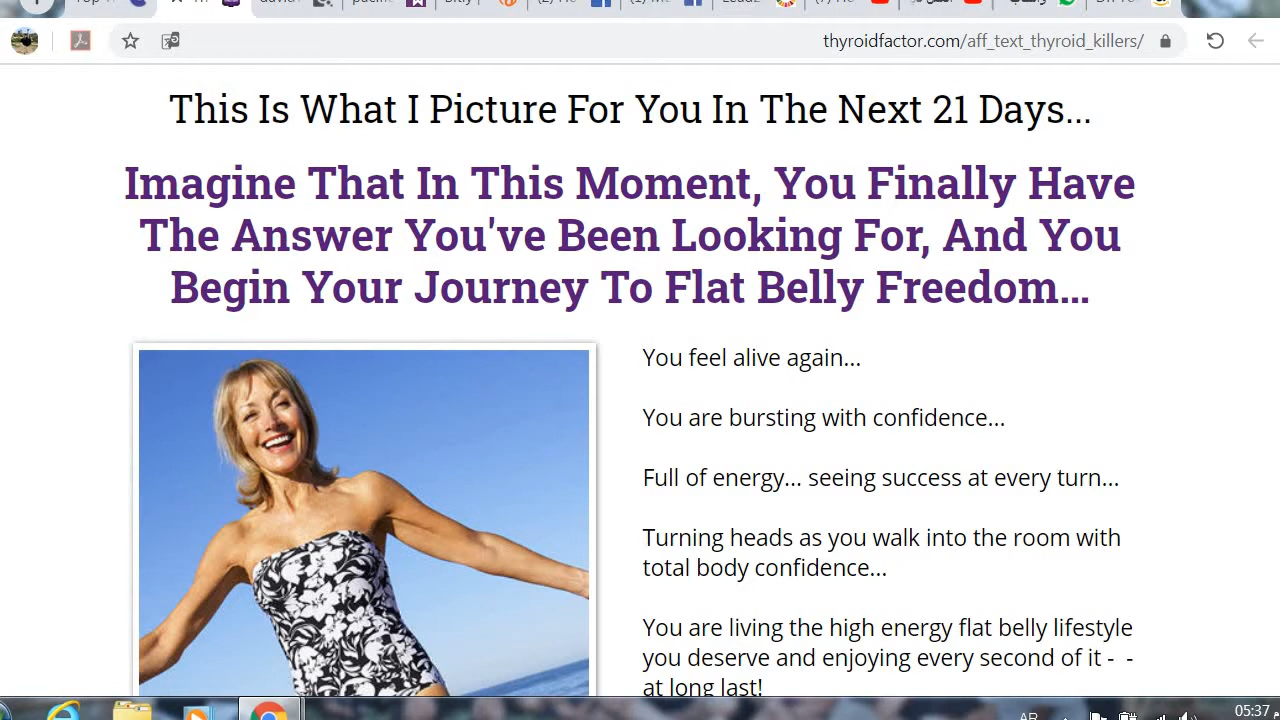 thyroidfactor.com/aff_text_thyroid_killers/
This Is What I Picture For You In The Next 21 Days...
Imagine That In This Moment, You Finally Have
The Answer You've Been Looking For, And You
Begin Your Journey To Flat Belly Freedom...
You feel alive again...
You are bursting with confidence...
Full of energy... seeing success at every turn...
Turning heads as you walk into the room with
total body confidence...
You are living the high energy flat belly lifestyle
you deserve and enjoying every second of it - -
at long last!
AR
05:37